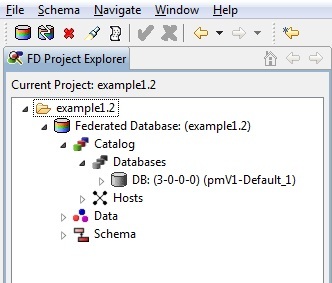 File Schema Navigate Window Help
FD Project Explorer
Current Project: example1.2
example1.2
Federated Database: (example1.2)
Catalog
Databases
DB: (3-0-0-0) (pmV1-Default_1)
Hosts
Data
Schema